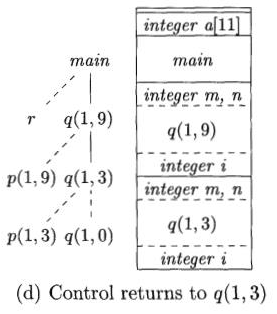 integer a[11]
main
main
integer m, n
r
q(1,9)
q(1,9)
integer i
p(1,9) q(1,3)
integer m, n
p(1,3) q(1,0)
q(1,3)
integer i
(d) Control returns to q(1,3)